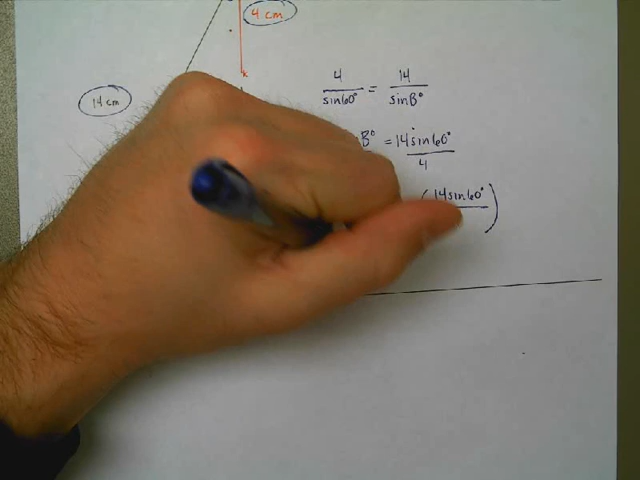 4 cm
14 cm
4/sin60° = 14/sinB°
B° = 14sin60°/4
(14sin60°)